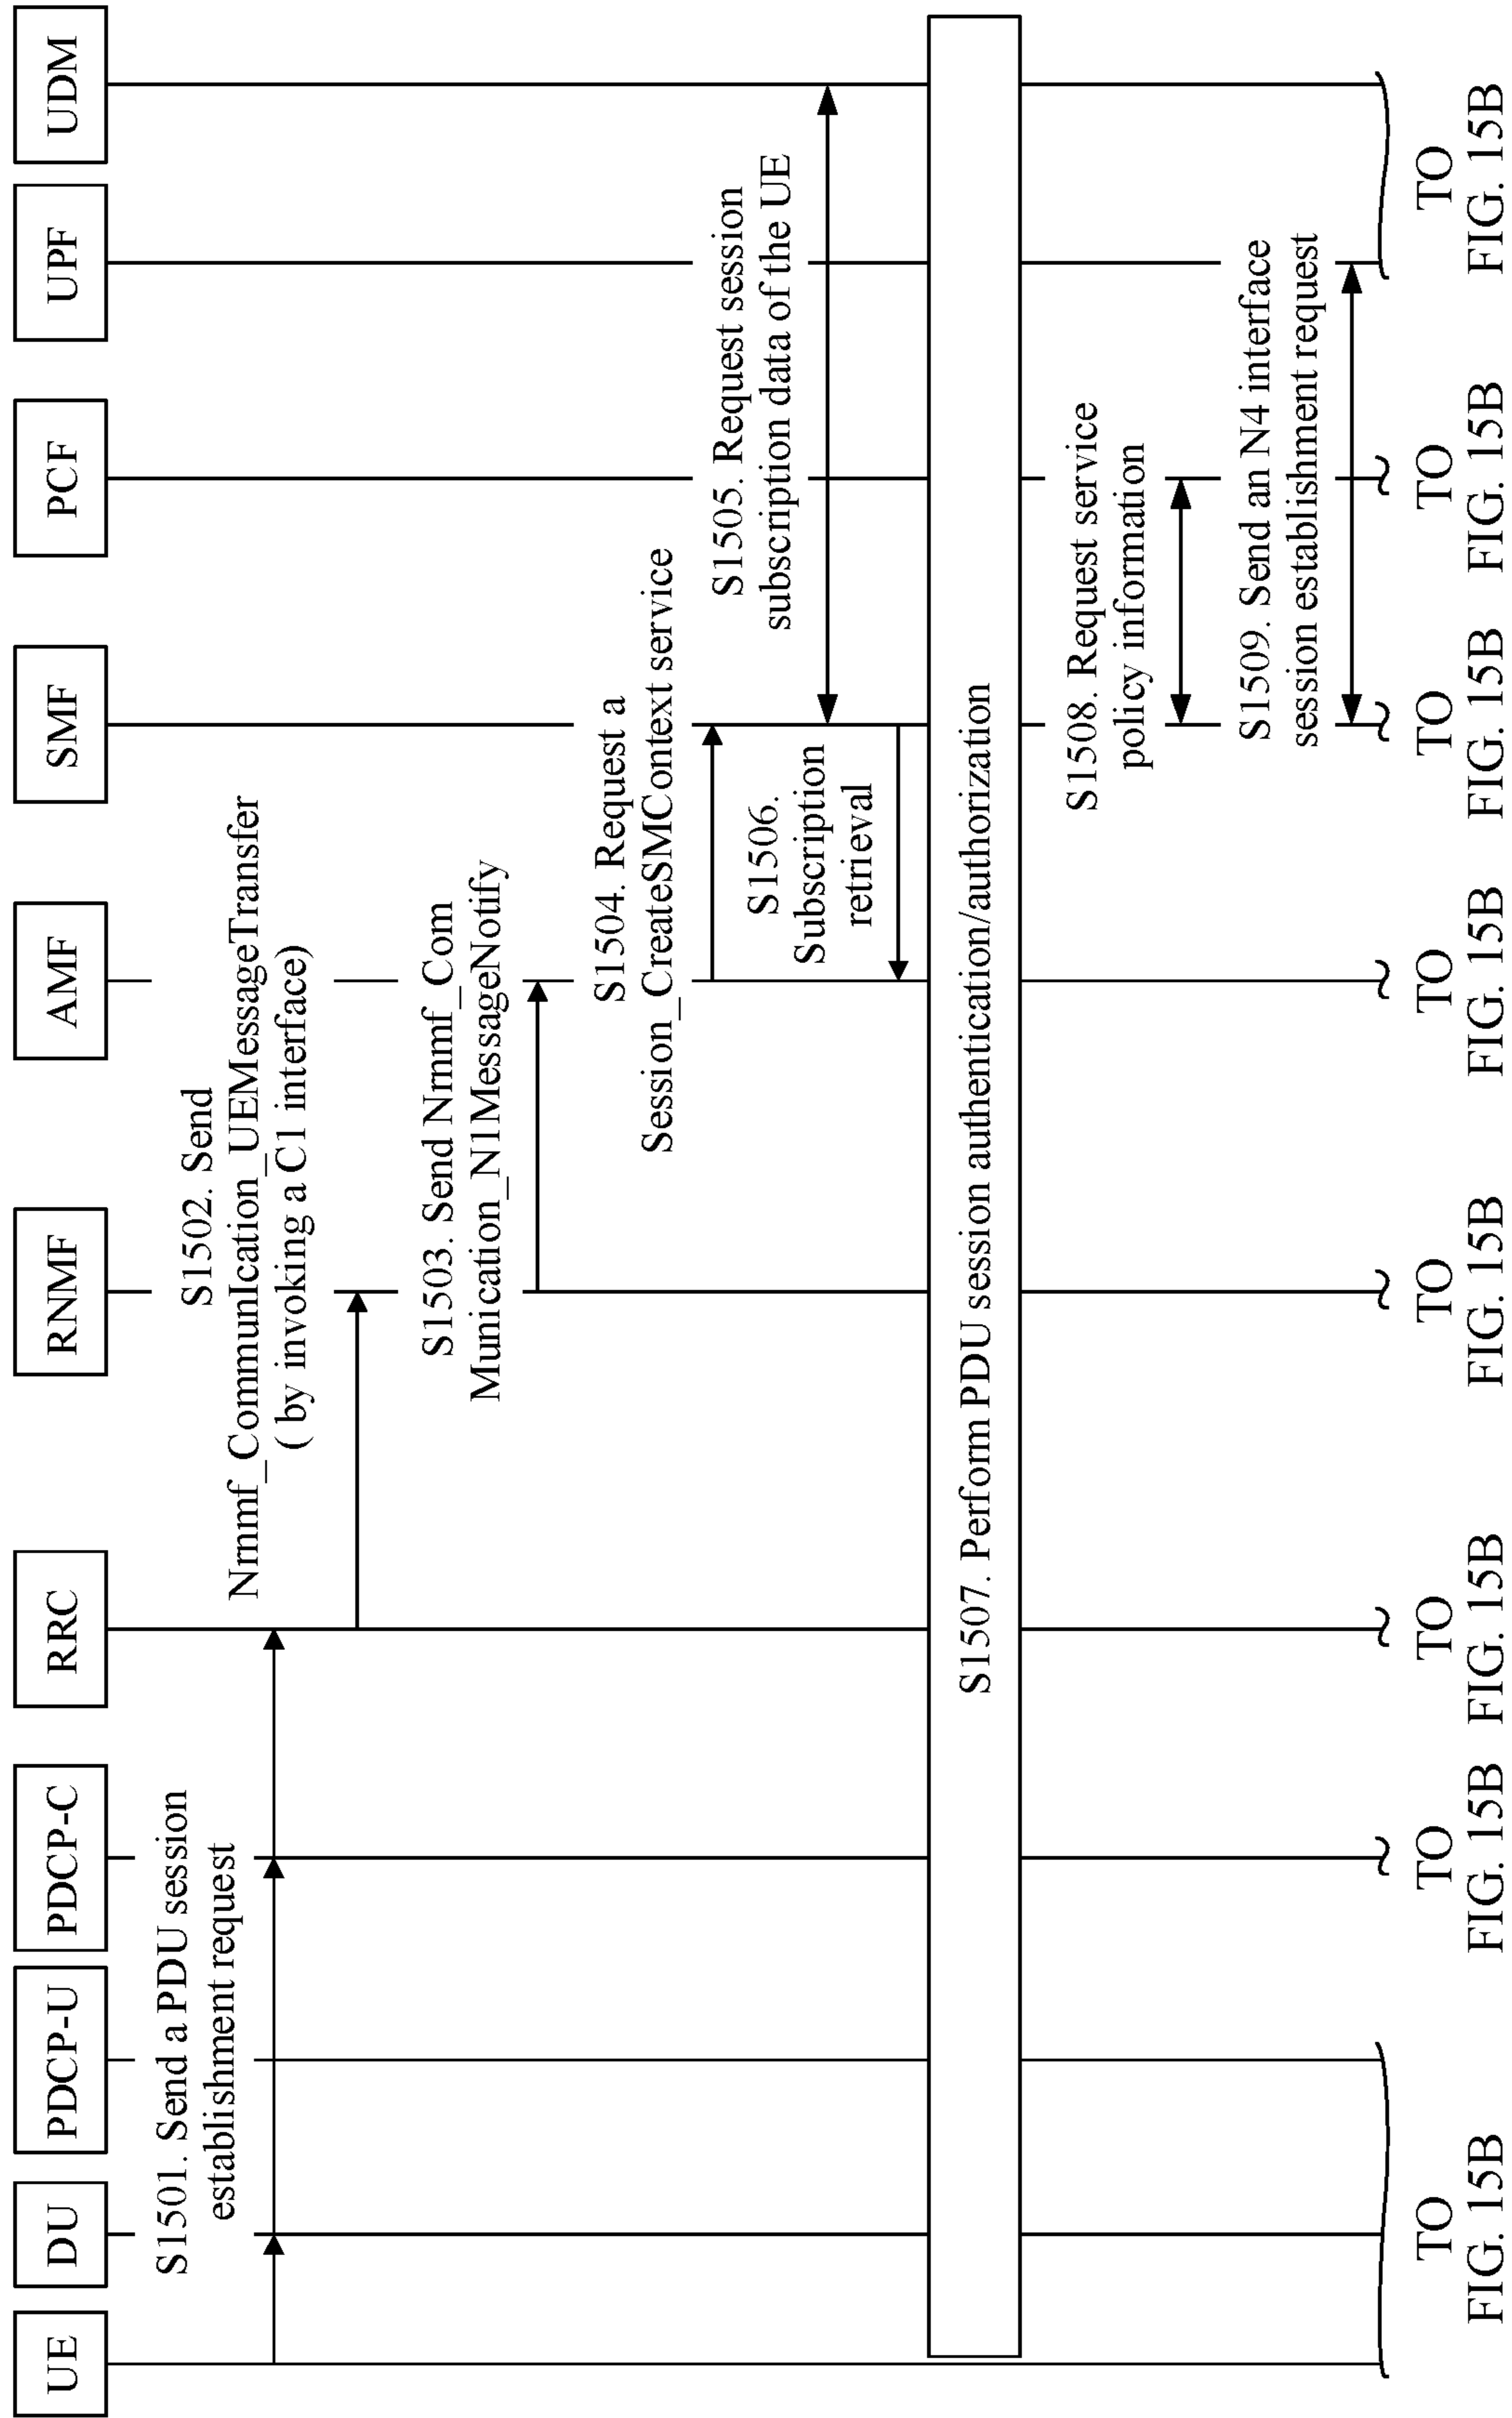 UE
DU
PDCP-U
PDCP-C
RRC
RNMF
AMF
SMF
PCF
UPF
UDM
S1501. Send a PDU session
establishment request
S1502. Send
Nrnmf_CommunIcation_UEMessageTransfer
( by invoking a C1 interface)
S1503. Send Nrnmf_Com
Munication_N1MessageNotify
S1504. Request a
Session_CreateSMContext service
S1505. Request session
subscription data of the UE
S1506.
Subscription
retrieval
S1507. Perform PDU session authentication/authorization
S1508. Request service
policy information
S1509. Send an N4 interface
session establishment request
TO
FIG. 15B
TO
FIG. 15B
TO
FIG. 15B
TO
FIG. 15B
TO
FIG. 15B
TO
FIG. 15B
TO
FIG. 15B
TO
FIG. 15B